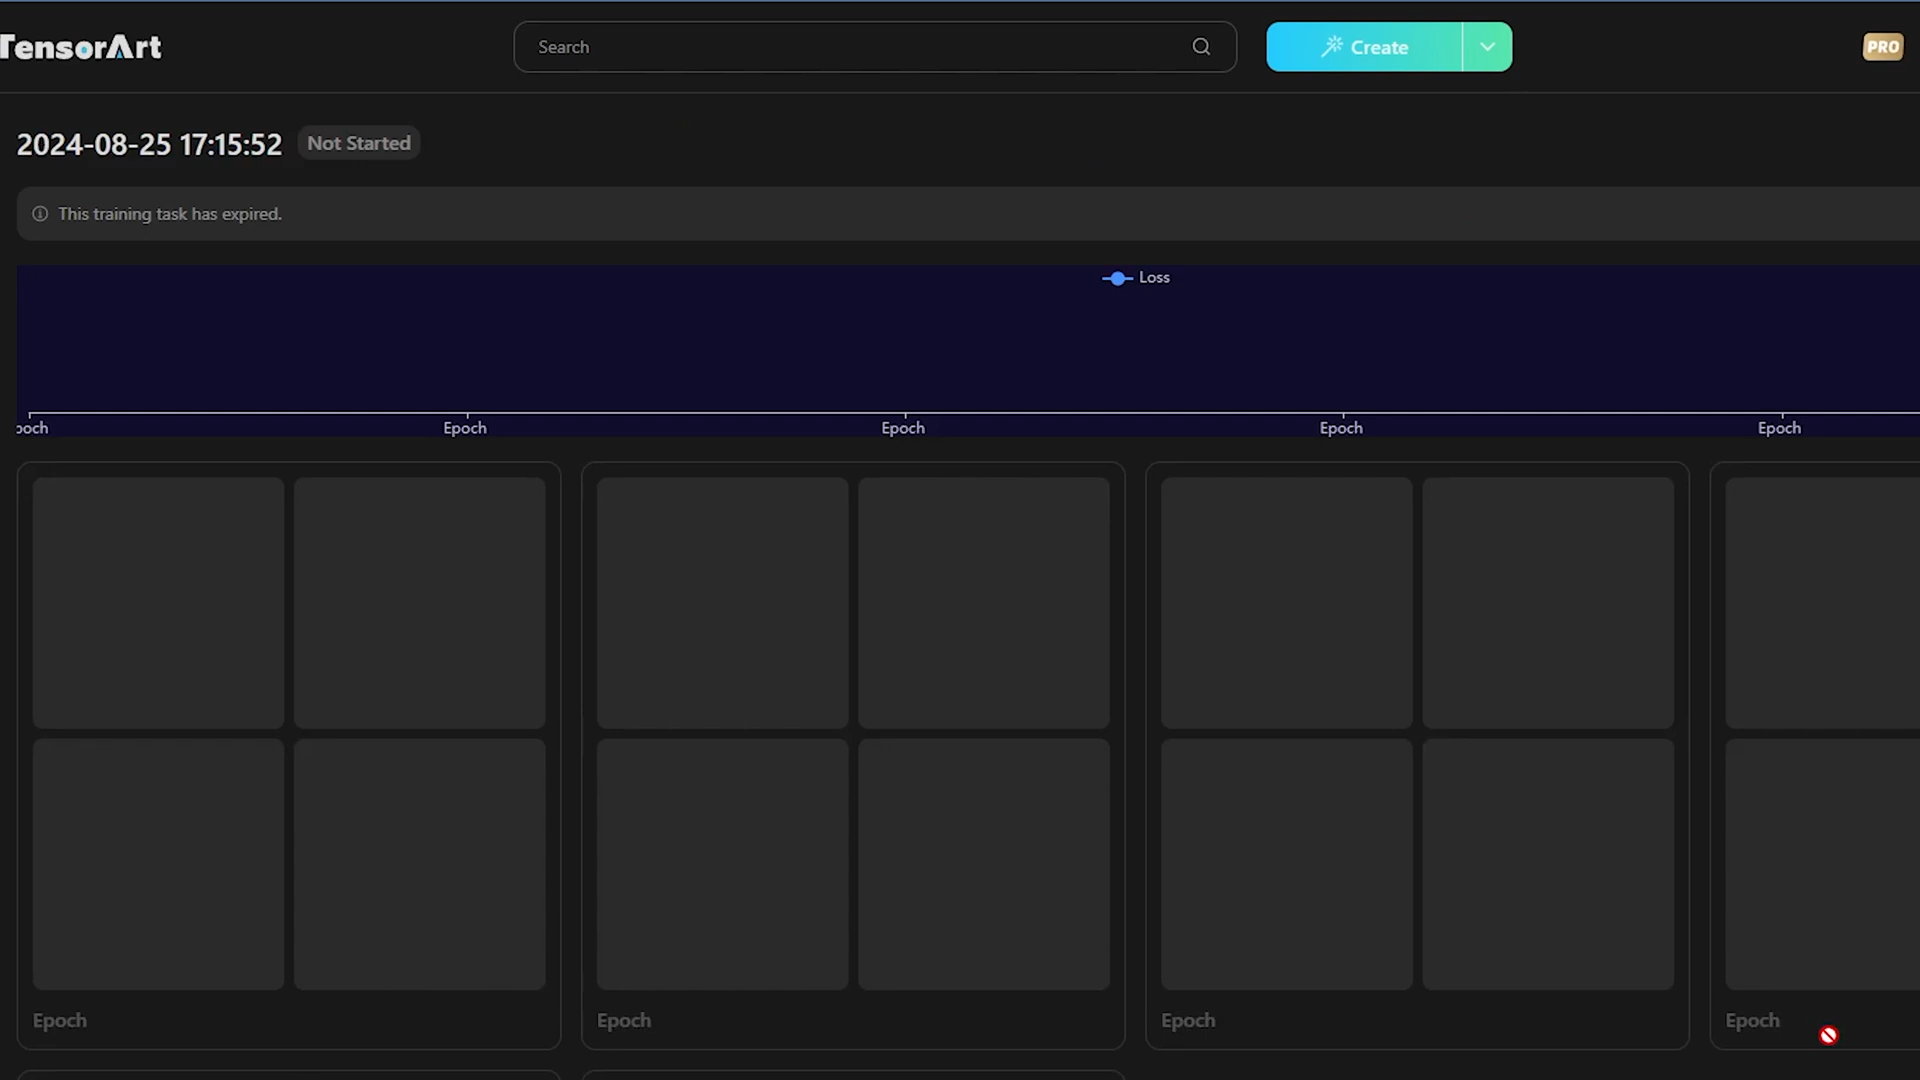 TensorArt
Search
Create
PRO
2024-08-25 17:15:52 Not Started
This training task has expired.
Loss
poch Epoch Epoch Epoch Epoch
Epoch Epoch Epoch Epoch